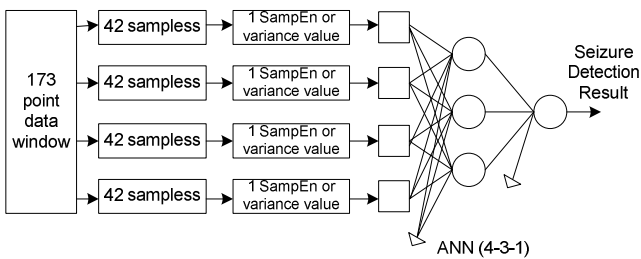 173
point
data
window
42 sampless
1 SampEn or
variance value
42 sampless
1 SampEn or
variance value
42 sampless
1 SampEn or
variance value
42 sampless
1 SampEn or
variance value
Seizure
Detection
Result
ANN (4-3-1)